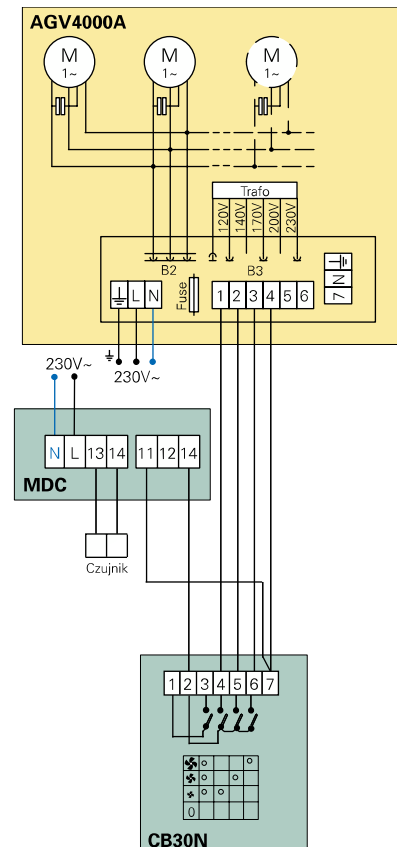 AGV4000A
M M M
1~ 1~ 1~
Trafo
120V 140V 170V 200V 230V
B2 B3
L N Fuse 1 2 3 4 5 6 7 N
230V~ 230V~
N L 13 14 11 12 14
MDC
Czujnik
1 2 3 4 5 6 7
0
CB30N